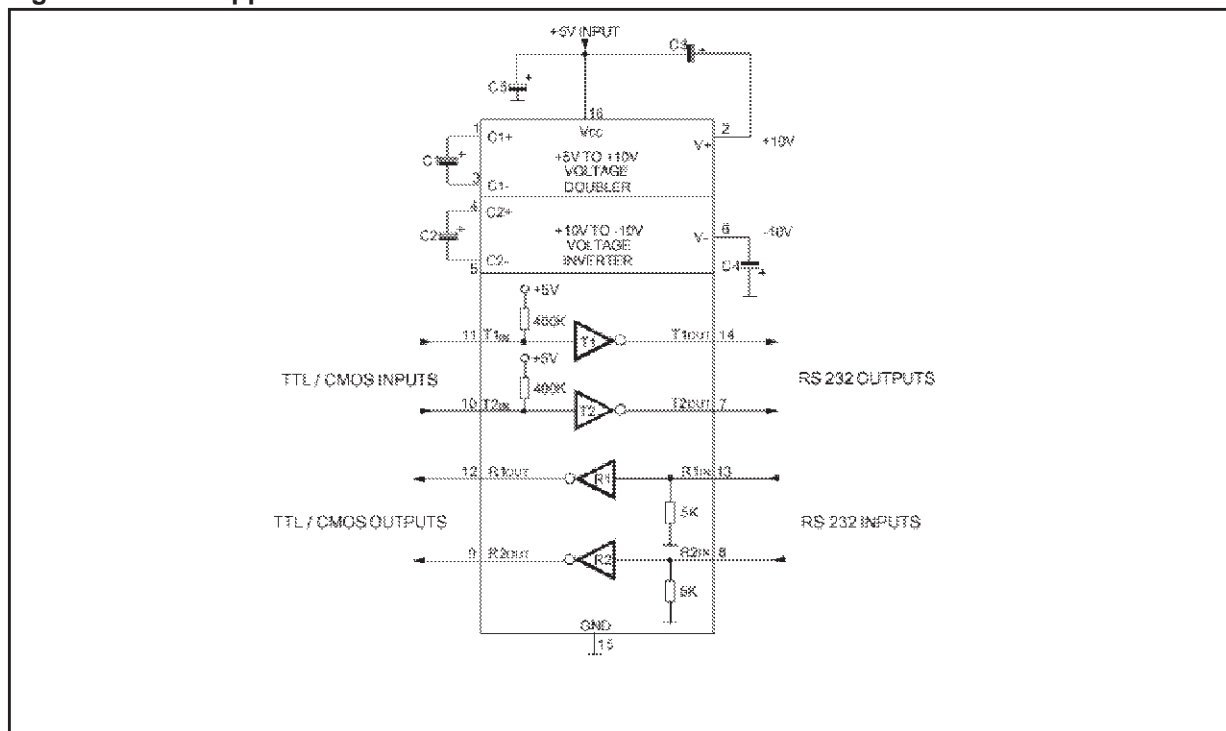 +5V INPUT
C3
+
C5
+
16
1
Vcc
2
C1+
V+
+10V
+5V TO +10V
C1
+
VOLTAGE
3
C1-
DOUBLER
4
C2+
+10V TO -10V
V-
6
-10V
C2
+
VOLTAGE
C2-
INVERTER
C4
+
5
+5V
400K
11 T1IN
T1
T1OUT 14
+5V
TTL / CMOS INPUTS
RS 232 OUTPUTS
400K
10 T2IN
T2
T2OUT 7
12 R1OUT
R1
R1IN 13
5K
TTL / CMOS OUTPUTS
RS 232 INPUTS
9 R2OUT
R2
R2IN 8
5K
GND
15